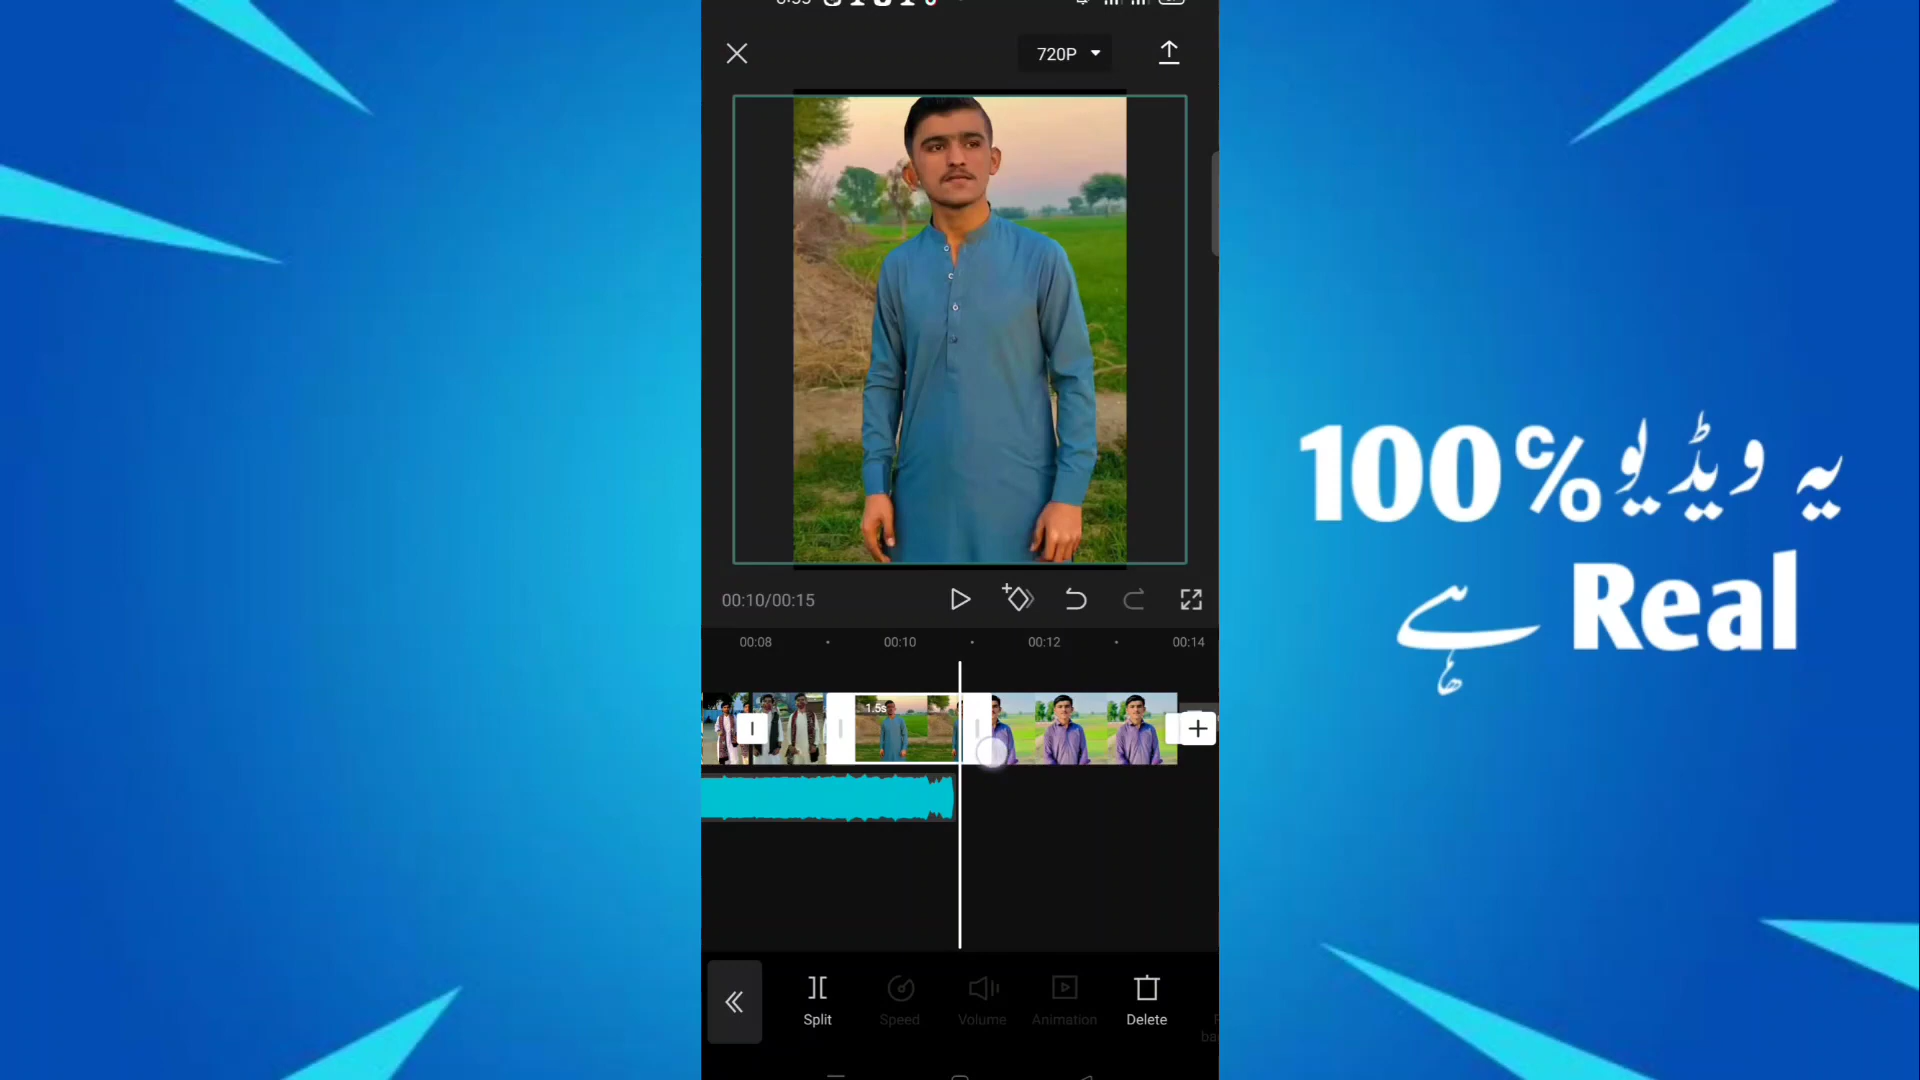 720P
00:10/00:15
00:08
00:10
00:12
00:14
1.5s
یہ ویڈیو 100%
Real ہے
Split
Speed
Volume
Animation
Delete